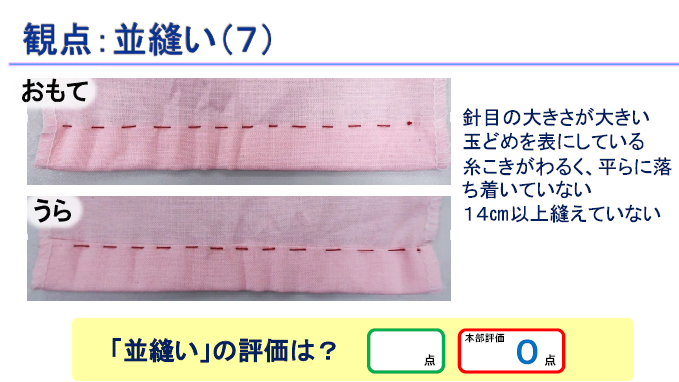 観点：並縫い（７）
おもて
針目の大きさが大きい
玉どめを表にしている
糸こきがわるく、平らに落
ち着いていない
１４㎝以上縫えていない
うら
「並縫い」の評価は？
点
本部評価
０点